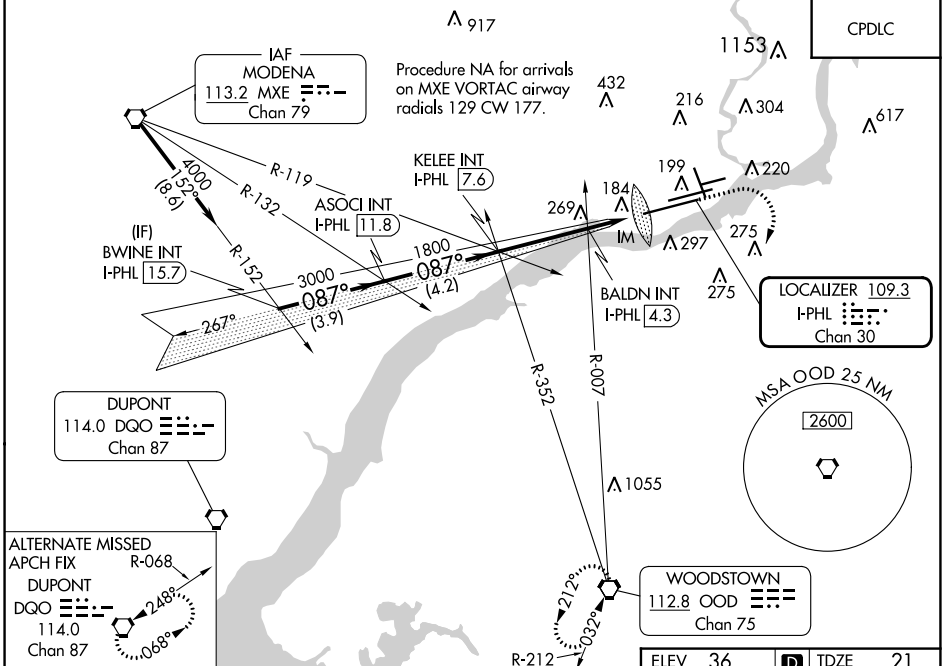 917
CPDLC
1153
IAF
MODENA
113.2 MXE
Chan 79
Procedure NA for arrivals
on MXE VORTAC airway
radials 129 CW 177.
432
216
304
617
KELEE INT
I-PHL 7.6
R-119
4000
152°
(8.6)
R-132
ASOCI INT
I-PHL 11.8
199
220
184
269
IM
297
275
275
(IF)
BWINE INT
I-PHL 15.7
R-152
3000
1800
087°
(3.9)
087°
(4.2)
267°
BALDN INT
I-PHL 4.3
LOCALIZER 109.3
I-PHL
Chan 30
R-352
R-007
MSA OOD 25 NM
2600
DUPONT
114.0 DQO
Chan 87
1055
ALTERNATE MISSED
APCH FIX
DUPONT
DQO
114.0
Chan 87
R-068
248°
068°
212°
032°
R-212
WOODSTOWN
112.8 OOD
Chan 75
ELEV 36
D
TDZE 21